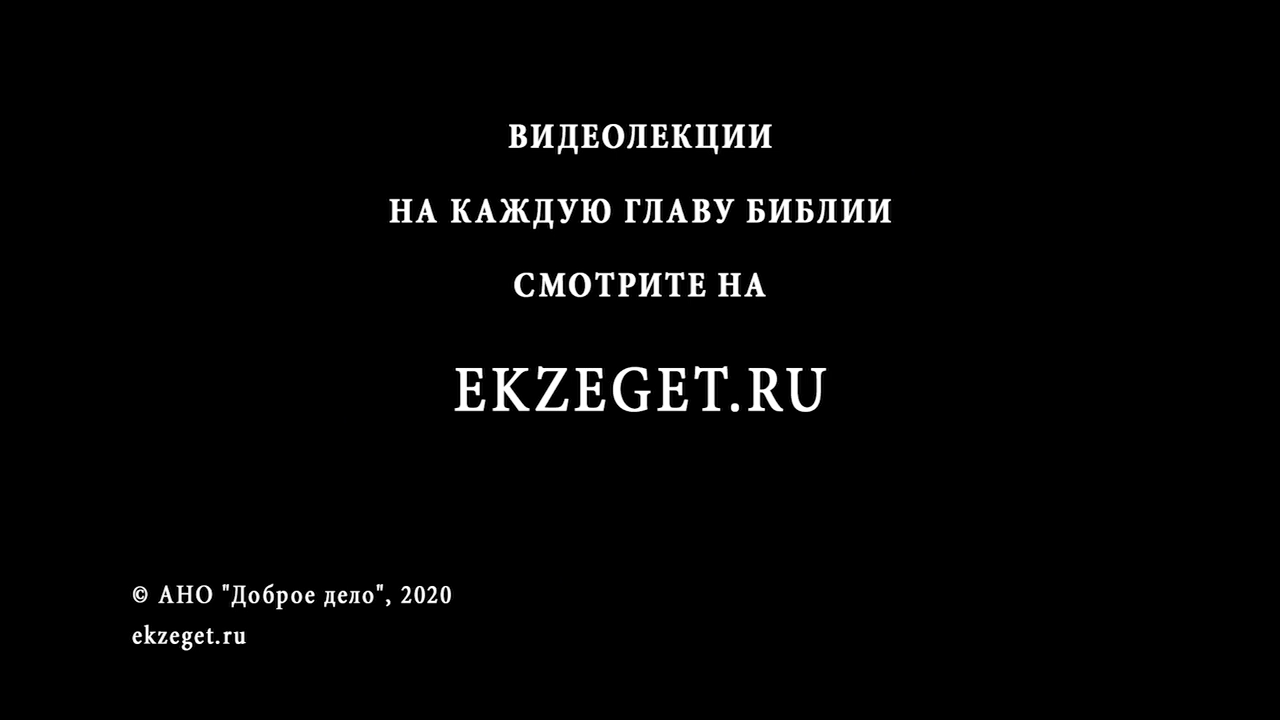 ВИДЕОЛЕКЦИИ
НА КАЖДУЮ ГЛАВУ БИБЛИИ
СМОТРИТЕ НА
EKZEGET.RU
© АНО "Доброе дело", 2020
ekzeget.ru